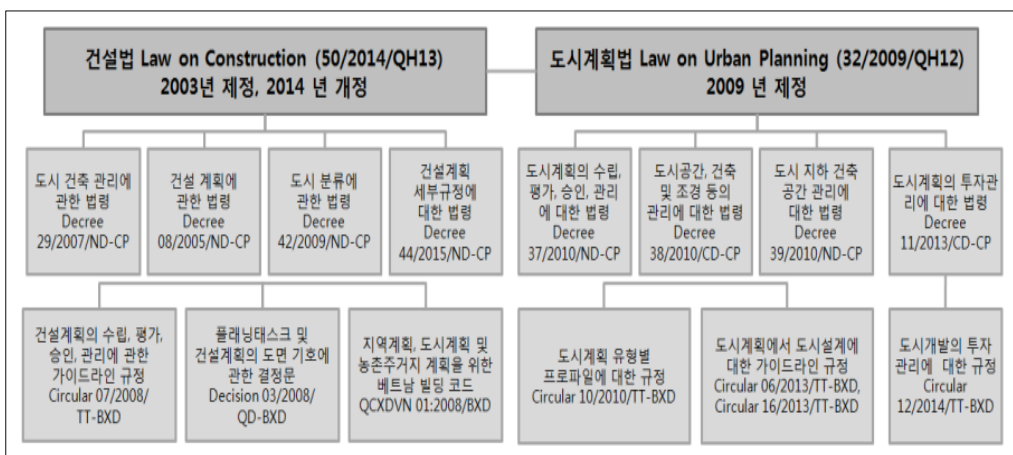 건설법 Law on Construction (50/2014/QH13)
2003년 제정, 2014 년 개정
도시계획법 Law on Urban Planning (32/2009/QH12)
2009 년 제정
도시 건축 관리에
관한 법령
Decree
29/2007/ND-CP
건설 계획에
관한 법령
Decree
08/2005/ND-CP
도시 분류에
관한 법령
Decree
42/2009/ND-CP
건설계획
세부규정에
대한 법령
Decree
44/2015/ND-CP
도시계획의 수립,
평가, 승인, 관리
에 대한 법령
Decree
37/2010/ND-CP
도시공간, 건축
및 조경 등의
관리에 대한 법령
Decree
38/2010/CD-CP
도시 지하 건축
공간 관리에
대한 법령
Decree
39/2010/ND-CP
도시계획의 투자관
리에 대한 법령
Decree
11/2013/CD-CP
건설계획의 수립, 평가,
승인, 관리에 관한
가이드라인 규정
Circular 07/2008/
TT-BXD
플래닝태스크 및
건설계획의 도면 기호에
관한 결정문
Decision 03/2008/
QD-BXD
지역계획, 도시계획 및
농촌주거지 계획을 위한
베트남 빌딩 코드
QCXDVN 01:2008/BXD
도시계획 유형별
프로파일에 대한 규정
Circular 10/2010/TT-BXD
도시계획에서 도시설계에
대한 가이드라인 규정
Circular 06/2013/TT-BXD,
Circular 16/2013/TT-BXD
도시개발의 투자
관리에 대한 규정
Circular
12/2014/TT-BXD